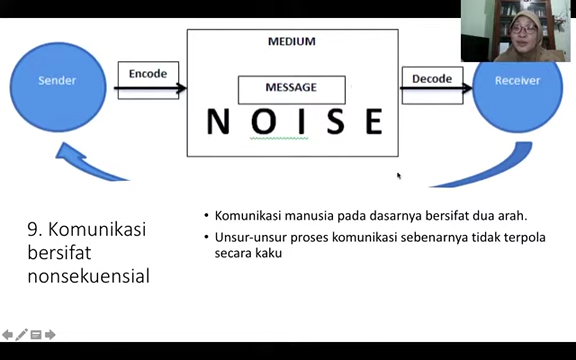 MEDIUM
Sender
Encode
MESSAGE
Decode
Receiver
N O I S E
9. Komunikasi
bersifat
nonsekuensial
• Komunikasi manusia pada dasarnya bersifat dua arah.
• Unsur-unsur proses komunikasi sebenarnya tidak terpola
secara kaku